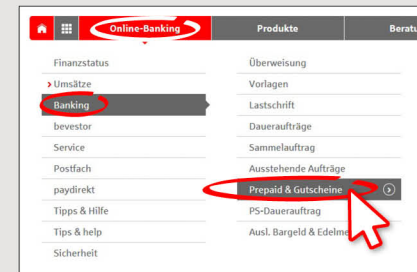 Online-Banking
Produkte
Finanzstatus
Umsätze
Banking
bevestor
Service
Postfach
paydirekt
Tipps & Hilfe
Tips & help
Sicherheit
Überweisung
Vorlagen
Lastschrift
Daueraufträge
Sammelauftrag
Ausstehende Aufträge
Prepaid & Gutscheine
PS-Dauerauftrag
Ausl. Bargeld & Edelme